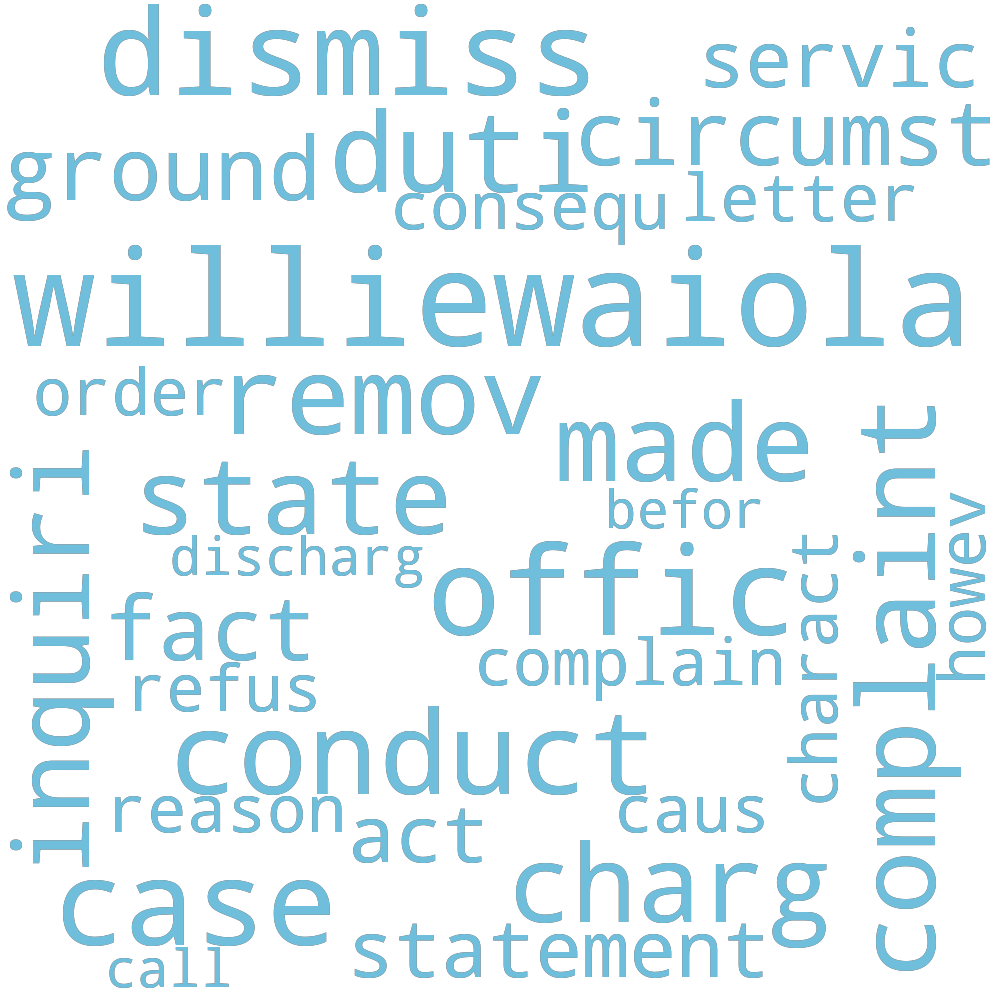 dismiss
servic
ground
duti
circumst
consequ
letter
williewaiola
order
remov
made
state
befor
discharg
offic
inquiri
fact
complain
charact
howev
complaint
refus
conduct
reason
act
caus
case
charg
statement
call